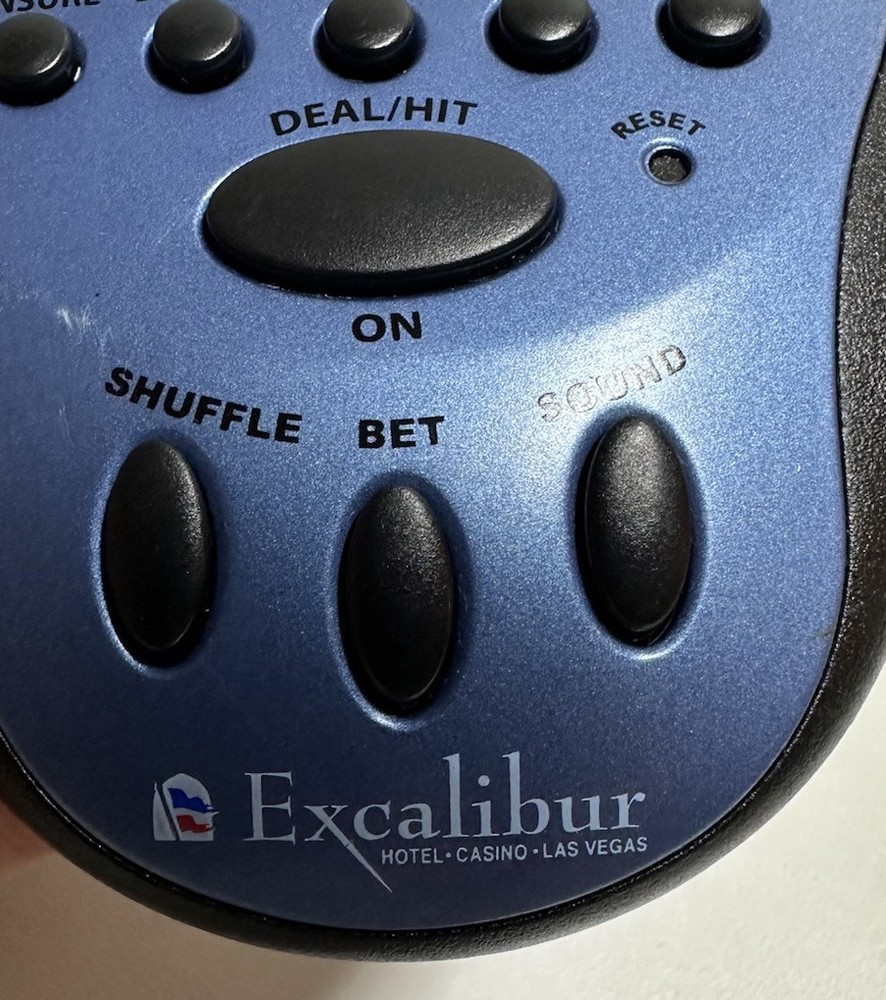 DEAL/HIT
RESET
ON
SHUFFLE BET SOUND
Excalibur
HOTEL·CASINO·LAS VEGAS